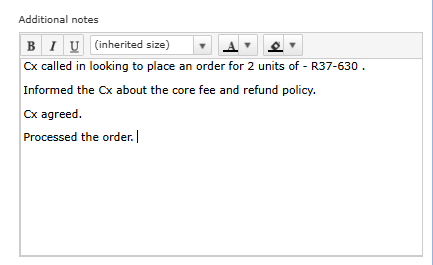 Additional notes
B I U (inherited size) A
Cx called in looking to place an order for 2 units of - R37-630 .
Informed the Cx about the core fee and refund policy.
Cx agreed.
Processed the order.